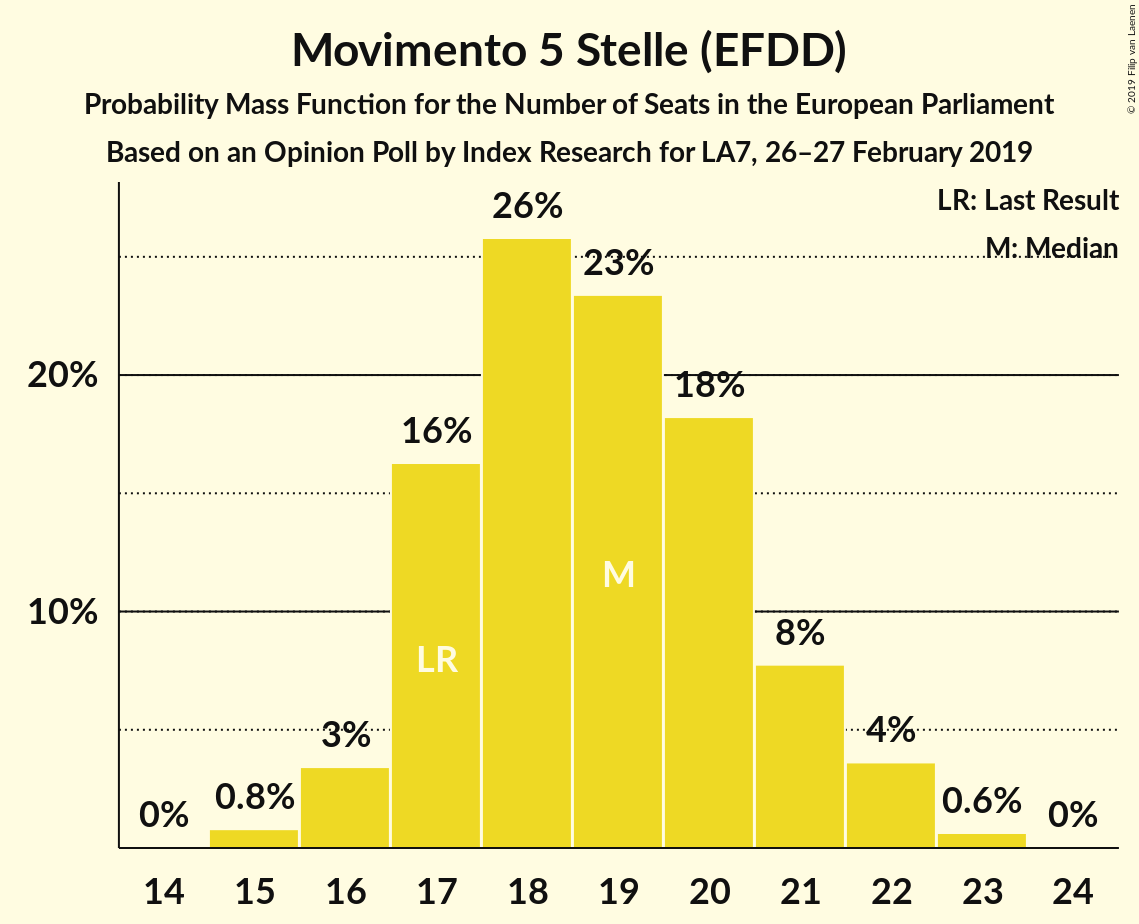 Movimento 5 Stelle (EFDD)
Probability Mass Function for the Number of Seats in the European Parliament
Based on an Opinion Poll by Index Research for LA7, 26–27 February 2019
© 2019 Filip van Laenen
LR: Last Result
M: Median
26%
23%
20%
18%
16%
M
10%
8%
LR
3%
4%
0.8%
0.6%
0%
0%
14 15 16 17 18 19 20 21 22 23 24